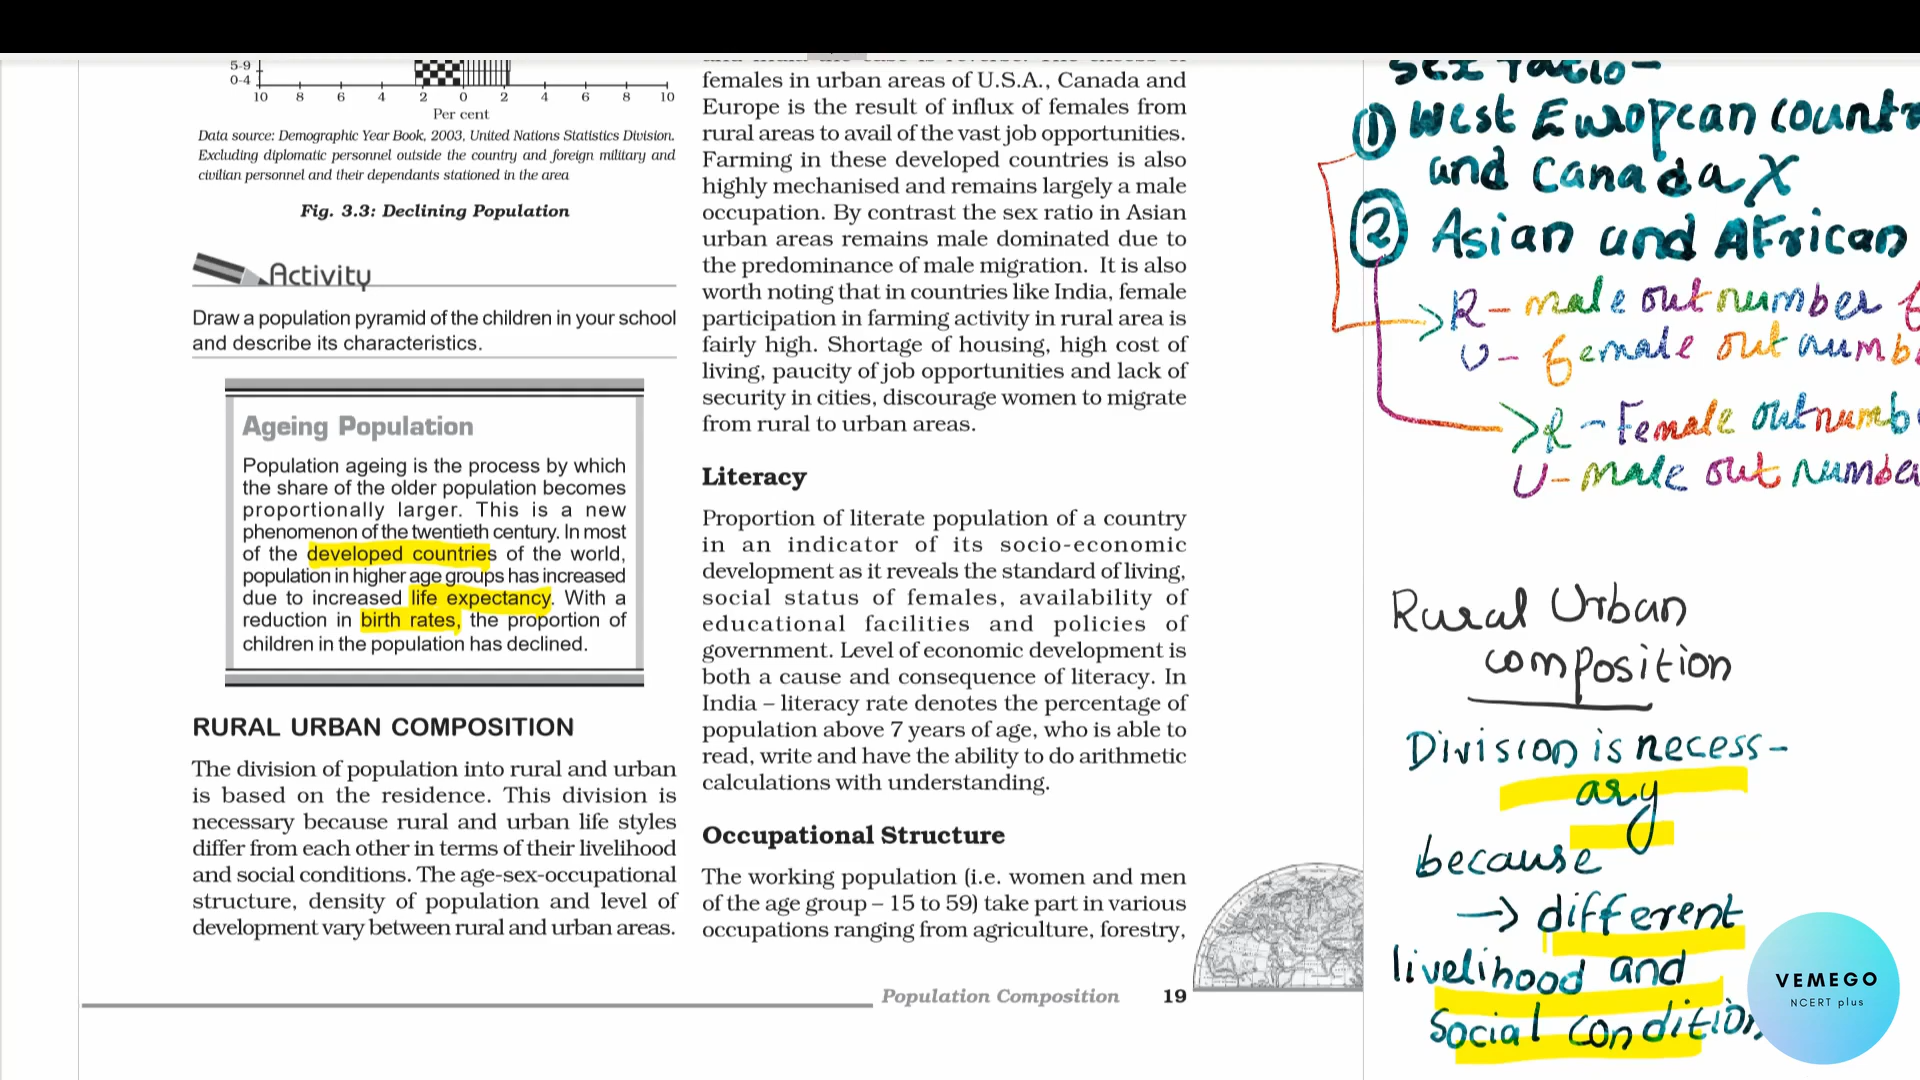 5-9
0-4
10 8 6 4 2 0 2 4 6 8 10
Per cent
Data source: Demographic Year Book, 2003, United Nations Statistics Division.
Excluding diplomatic personnel outside the country and foreign military and
civilian personnel and their dependants stationed in the area
Fig. 3.3: Declining Population
Activity
Draw a population pyramid of the children in your school
and describe its characteristics.
Ageing Population
Population ageing is the process by which
the share of the older population becomes
proportionally larger. This is a new
phenomenon of the twentieth century. In most
of the developed countries of the world,
population in higher age groups has increased
due to increased life expectancy. With a
reduction in birth rates, the proportion of
children in the population has declined.
RURAL URBAN COMPOSITION
The division of population into rural and urban
is based on the residence. This division is
necessary because rural and urban life styles
differ from each other in terms of their livelihood
and social conditions. The age-sex-occupational
structure, density of population and level of
development vary between rural and urban areas.
females in urban areas of U.S.A., Canada and
Europe is the result of influx of females from
rural areas to avail of the vast job opportunities.
Farming in these developed countries is also
highly mechanised and remains largely a male
occupation. By contrast the sex ratio in Asian
urban areas remains male dominated due to
the predominance of male migration. It is also
worth noting that in countries like India, female
participation in farming activity in rural area is
fairly high. Shortage of housing, high cost of
living, paucity of job opportunities and lack of
security in cities, discourage women to migrate
from rural to urban areas.
Literacy
Proportion of literate population of a country
in an indicator of its socio-economic
development as it reveals the standard of living,
social status of females, availability of
educational facilities and policies of
government. Level of economic development is
both a cause and consequence of literacy. In
India – literacy rate denotes the percentage of
population above 7 years of age, who is able to
read, write and have the ability to do arithmetic
calculations with understanding.
Occupational Structure
The working population (i.e. women and men
of the age group – 15 to 59) take part in various
occupations ranging from agriculture, forestry,
Population Composition 19
sex ratio-
① West European countr
and Canada X
② Asian and African
R- male out number f
U- female out numb
R - Female outnumb
U- male out number
Rural Urban
composition
Division is necess-
ary
because
→ different
livelihood and
social condition
VEMEGO
NCERT plus